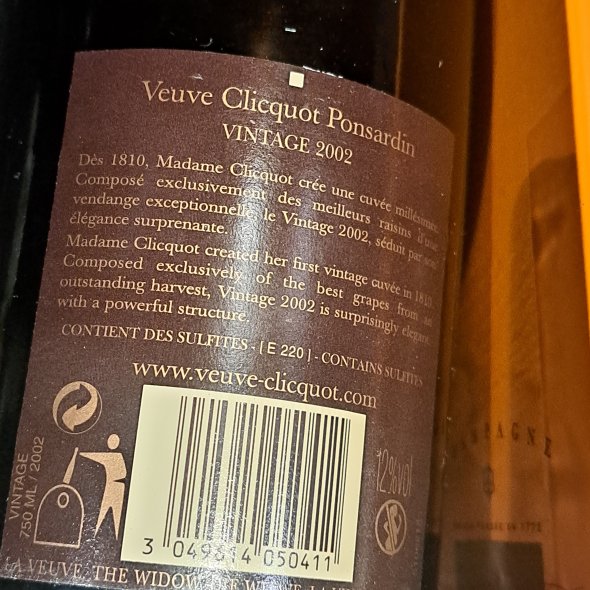 Veuve Clicquot Ponsardin
VINTAGE 2002
Dès 1810, Madame Clicquot crée une cuvée millésimée.
Composé exclusivement des meilleurs raisins d'une
vendange exceptionnelle, le Vintage 2002, séduit par son
élégance surprenante.
Madame Clicquot created her first vintage cuvée in 1810.
Composed exclusively of the best grapes from an
outstanding harvest, Vintage 2002 is surprisingly elegant
with a powerful structure.
CONTIENT DES SULFITES - [ E 220 ] - CONTAINS SULFITES
www.veuve-clicquot.com
VINTAGE
750 ML / 2002
12%vol
3 049614 050411
LA VEUVE, THE WIDOW,